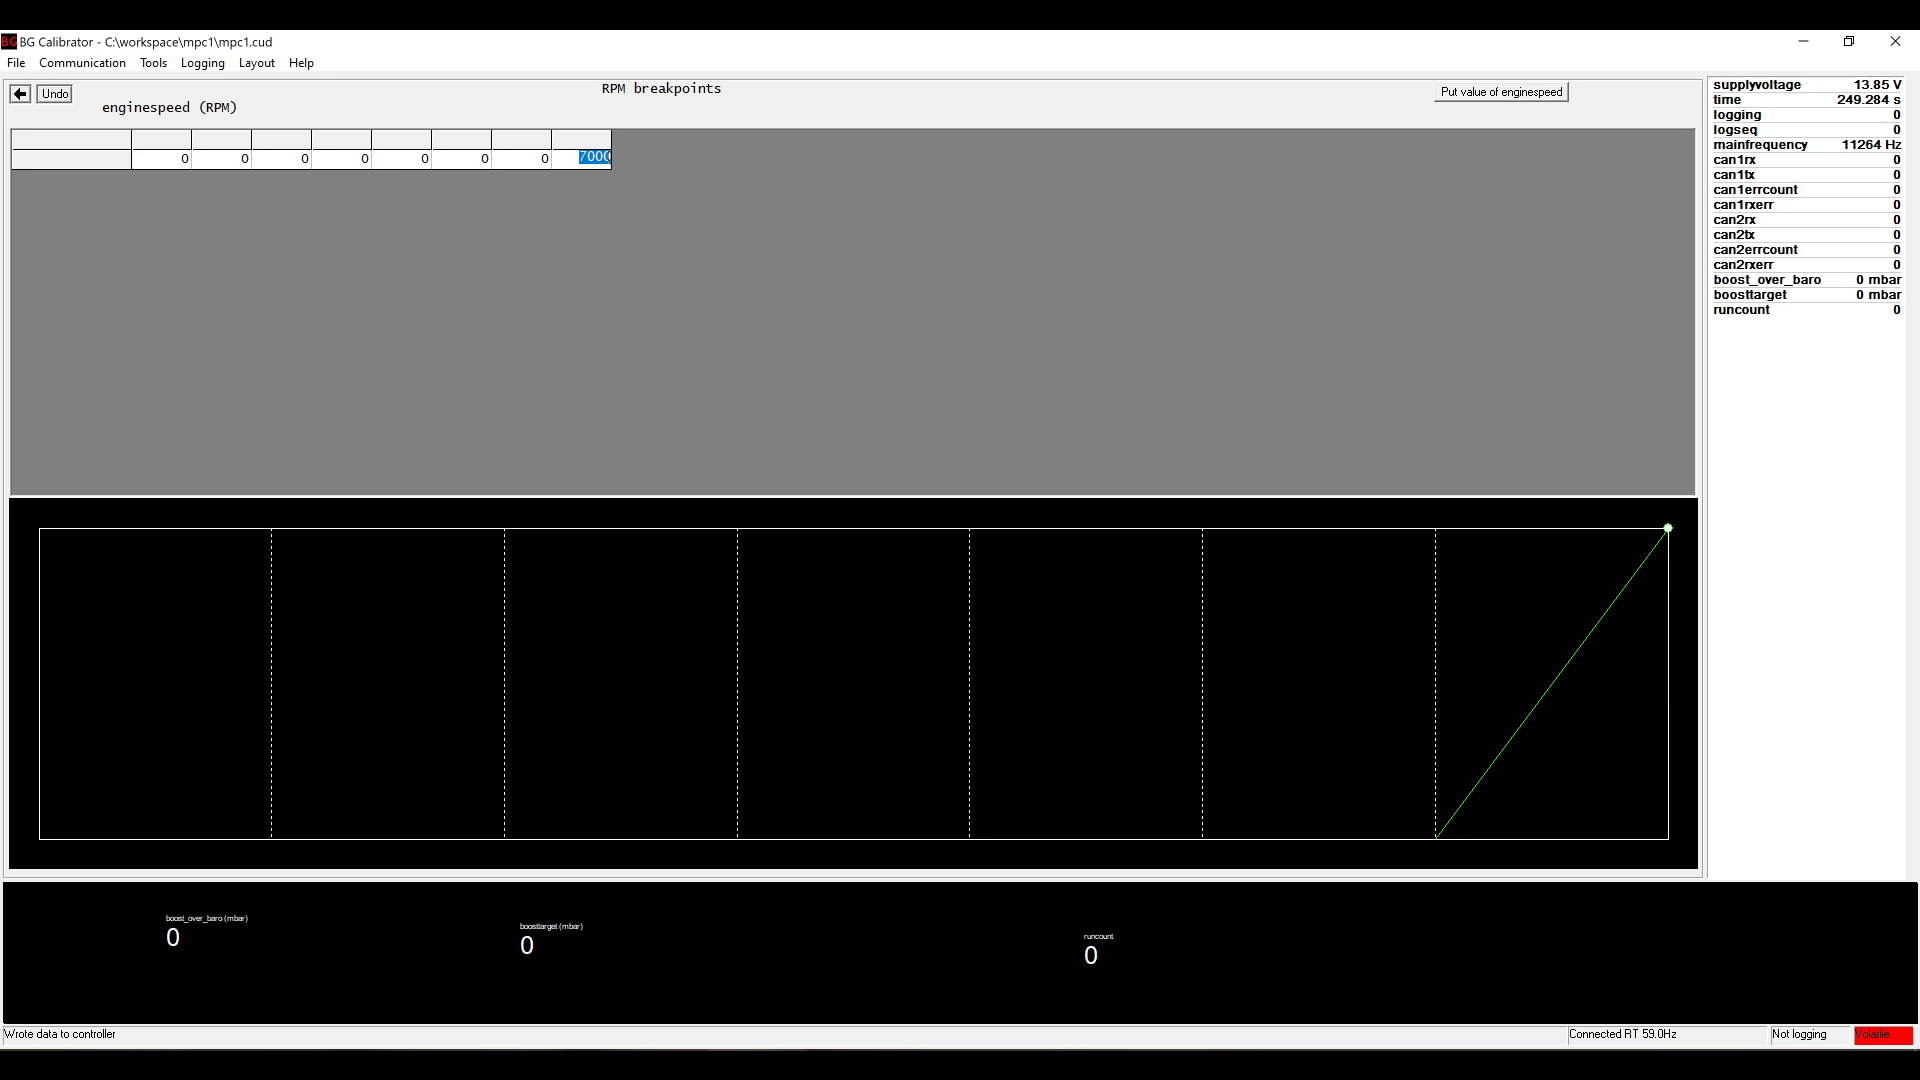 BG BG Calibrator - C:\workspace\mpc1\mpc1.cud
File Communication Tools Logging Layout Help
Undo
RPM breakpoints
Put value of enginespeed
enginespeed (RPM)
0 0 0 0 0 0 0 7000
supplyvoltage 13.85 V
time 249.284 s
logging 0
logseq 0
mainfrequency 11264 Hz
can1rx 0
can1tx 0
can1errcount 0
can1rxerr 0
can2rx 0
can2tx 0
can2errcount 0
can2rxerr 0
boost_over_baro 0 mbar
boosttarget 0 mbar
runcount 0
boost_over_baro (mbar)
0
boosttarget (mbar)
0
runcount
0
Wrote data to controller
Connected RT 59.0Hz
Not logging
Volatile